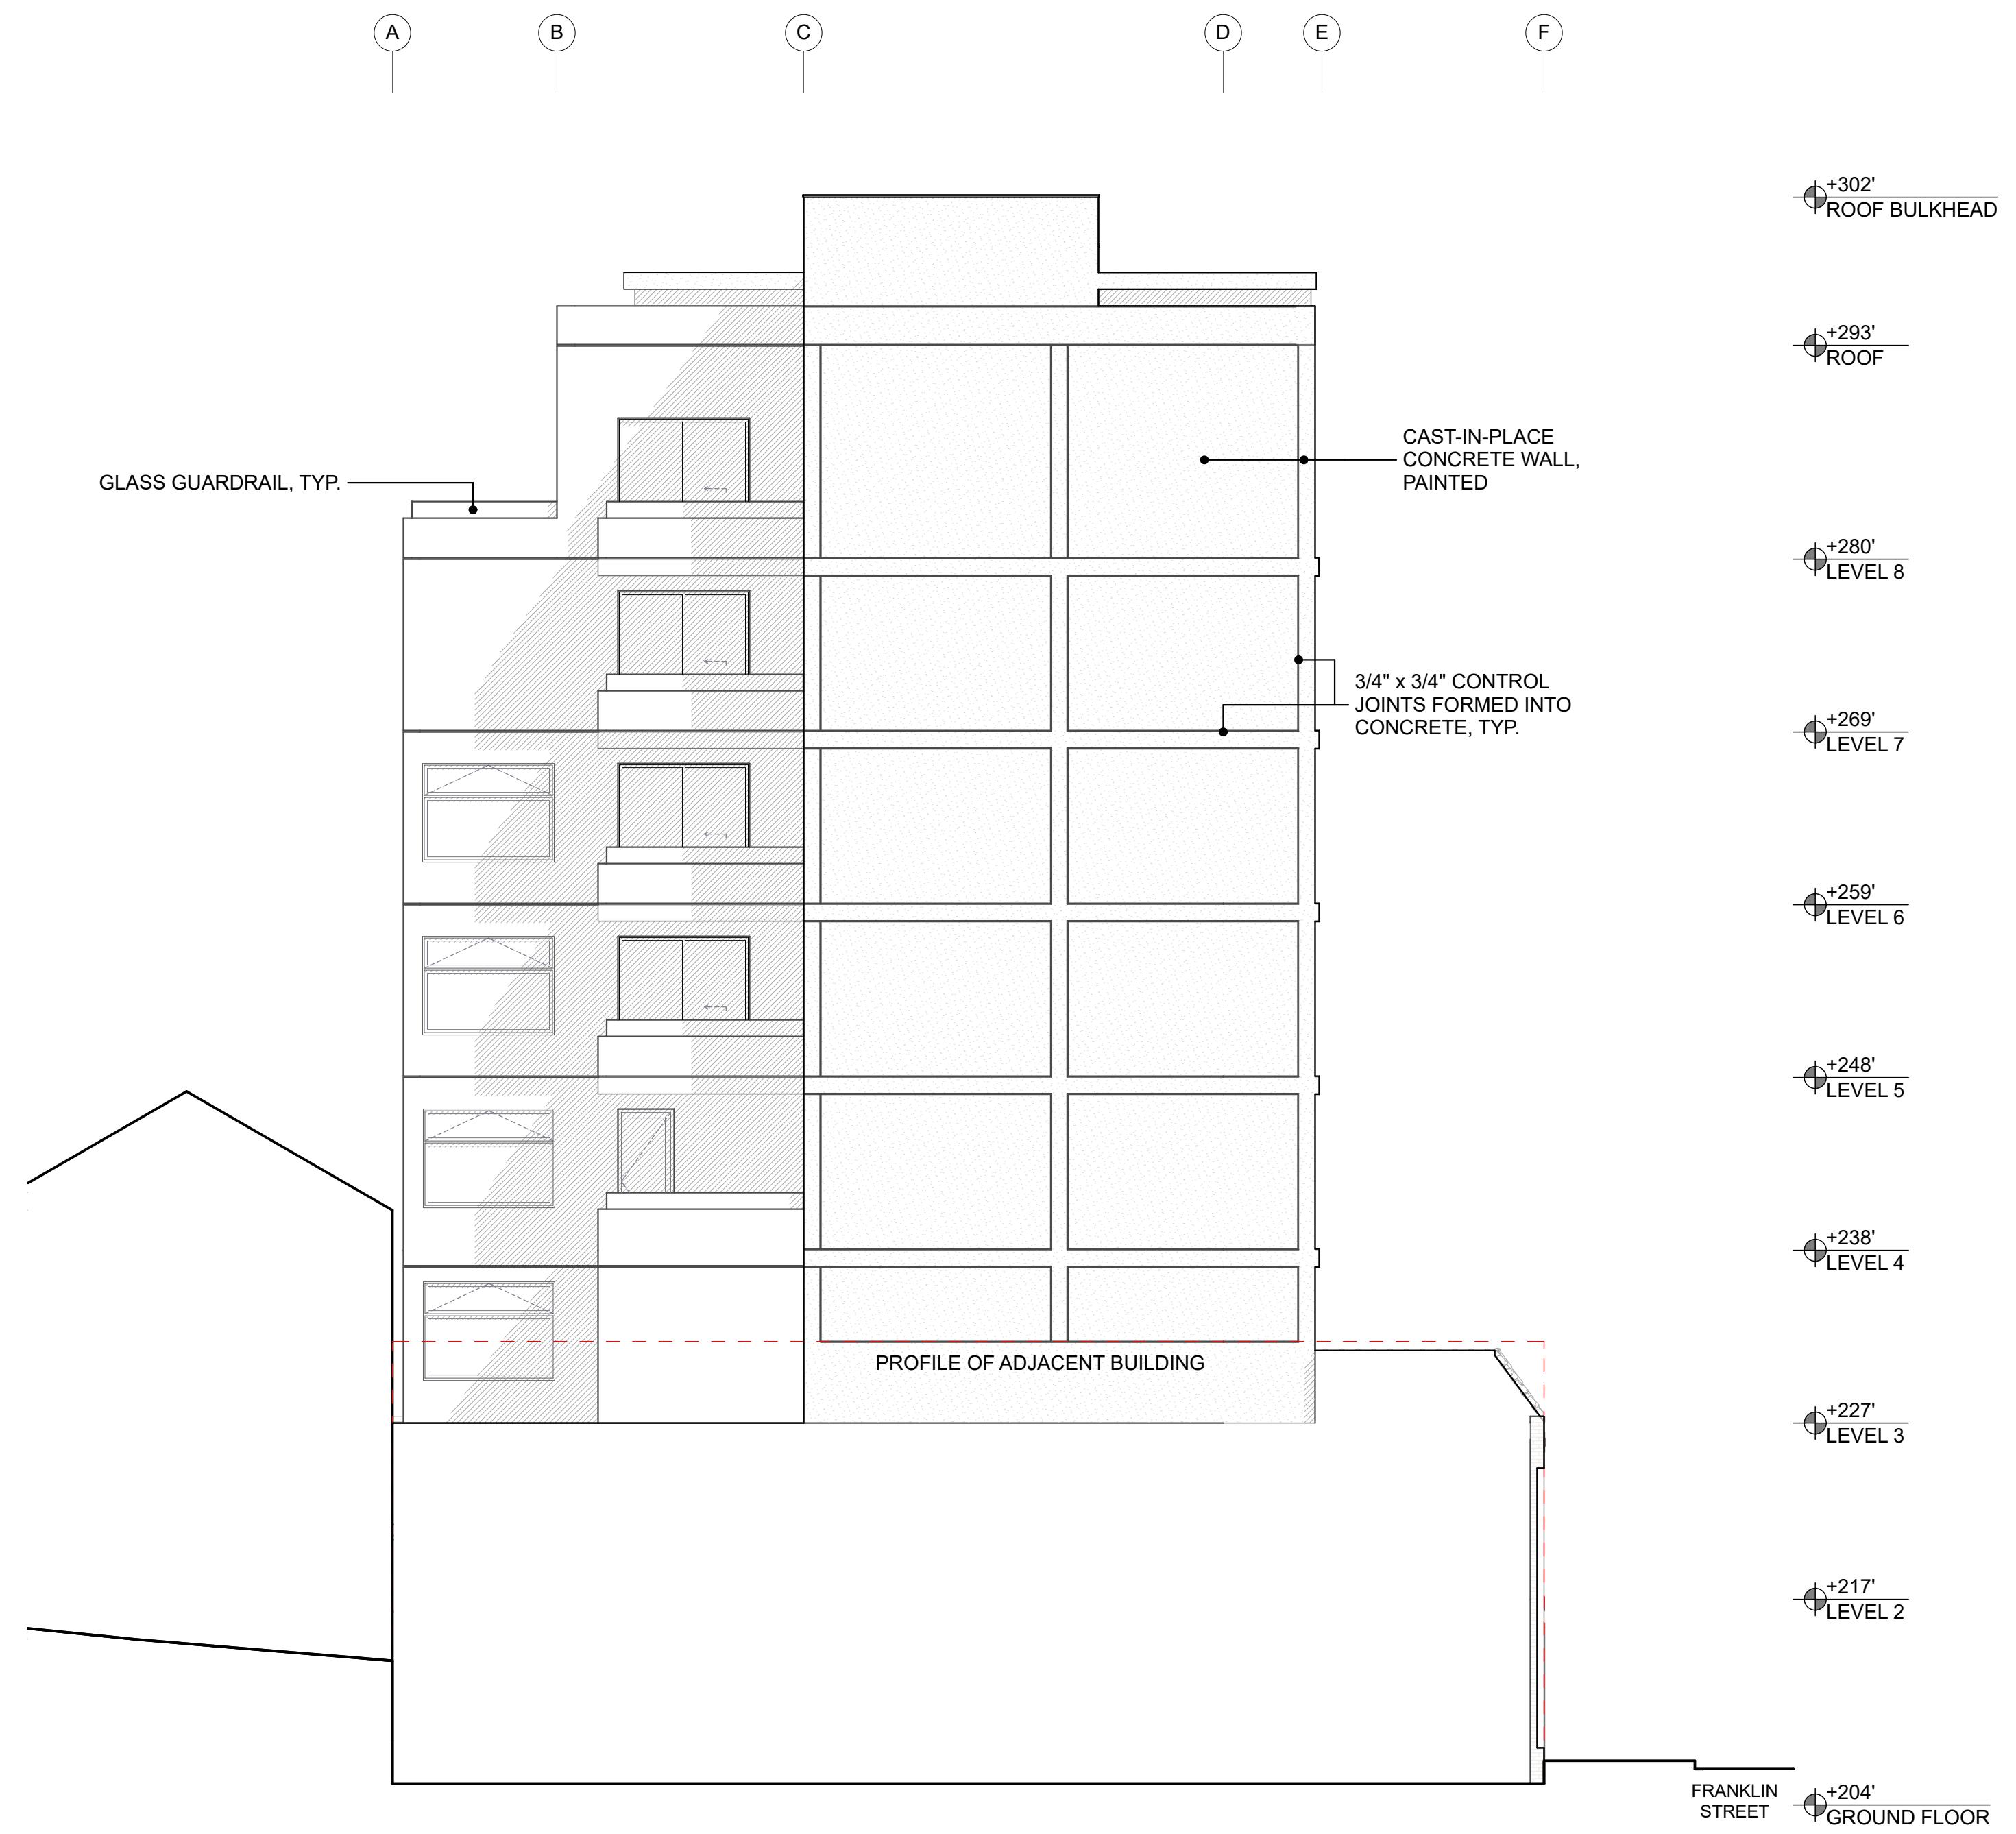 A
B
C
D
E
F
+302'
ROOF BULKHEAD
+293'
ROOF
CAST-IN-PLACE
CONCRETE WALL,
PAINTED
GLASS GUARDRAIL, TYP.
+280'
LEVEL 8
3/4" x 3/4" CONTROL
JOINTS FORMED INTO
CONCRETE, TYP.
+269'
LEVEL 7
+259'
LEVEL 6
+248'
LEVEL 5
+238'
LEVEL 4
PROFILE OF ADJACENT BUILDING
+227'
LEVEL 3
+217'
LEVEL 2
FRANKLIN
STREET
+204'
GROUND FLOOR